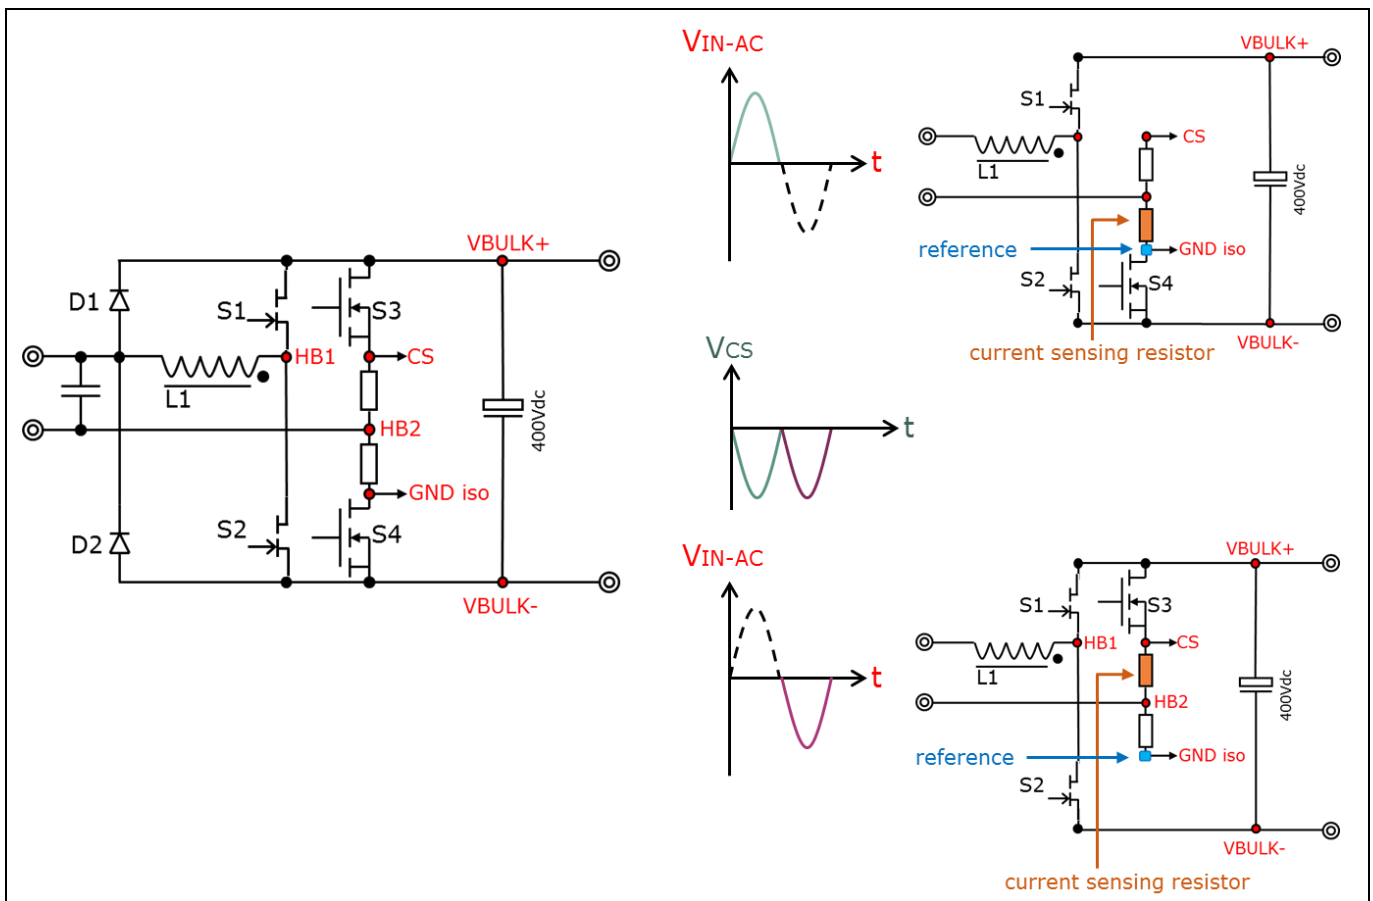 VBULK+
D1
S1
S3
HB1
CS
L1
HB2
400Vdc
GND iso
D2
S2
S4
VBULK-
VIN-AC
t
VCS
t
VIN-AC
t
VBULK+
S1
CS
L1
400Vdc
reference
GND iso
S2
S4
VBULK-
current sensing resistor
VBULK+
S1
S3
HB1
CS
L1
HB2
400Vdc
reference
GND iso
S2
VBULK-
current sensing resistor